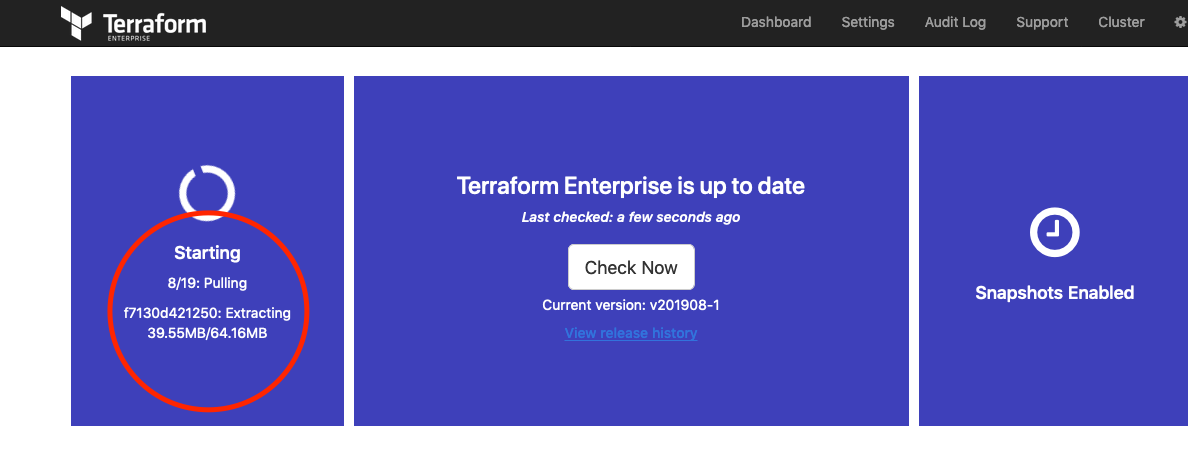 Terraform
ENTERPRISE
Dashboard
Settings
Audit Log
Support
Cluster
Starting
8/19: Pulling
f7130d421250: Extracting
39.55MB/64.16MB
Terraform Enterprise is up to date
Last checked: a few seconds ago
Check Now
Current version: v201908-1
View release history
Snapshots Enabled